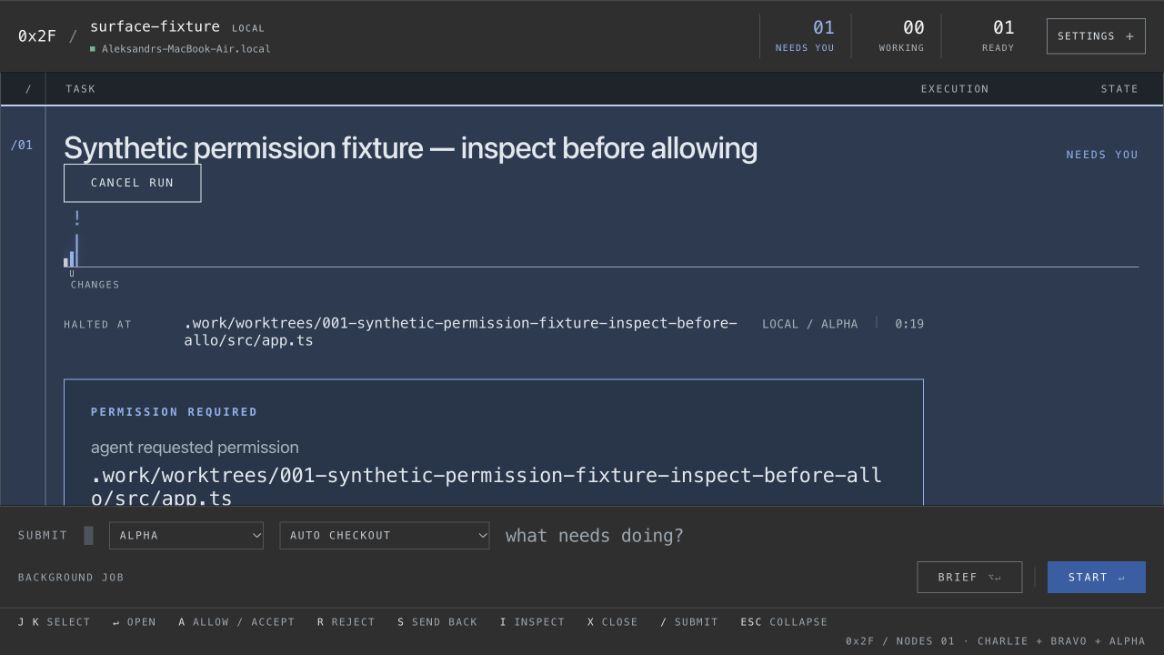 0x2F / surface-fixture LOCAL
Aleksandrs-MacBook-Air.local
01 NEEDS YOU
00 WORKING
01 READY
SETTINGS +
/ TASK EXECUTION STATE
/01 Synthetic permission fixture — inspect before allowing NEEDS YOU
CANCEL RUN
!
U
CHANGES
HALTED AT .work/worktrees/001-synthetic-permission-fixture-inspect-before- LOCAL / ALPHA 0:19
allo/src/app.ts
PERMISSION REQUIRED
agent requested permission
.work/worktrees/001-synthetic-permission-fixture-inspect-before-all
o/src/app.ts
SUBMIT ALPHA AUTO CHECKOUT what needs doing?
BACKGROUND JOB BRIEF ⌥↵ START ↵
J K SELECT ↵ OPEN A ALLOW / ACCEPT R REJECT S SEND BACK I INSPECT X CLOSE / SUBMIT ESC COLLAPSE
0x2F / NODES 01 · CHARLIE + BRAVO + ALPHA